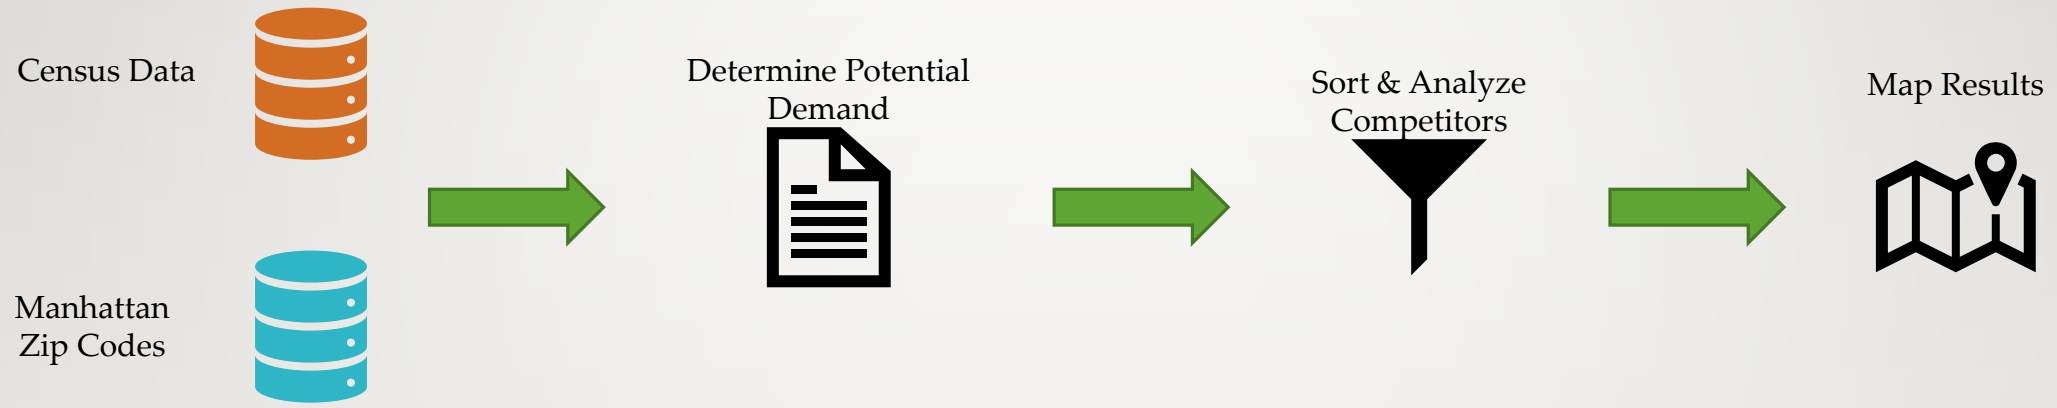 Census Data
Manhattan
Zip Codes
Determine Potential
Demand
Sort & Analyze
Competitors
Map Results